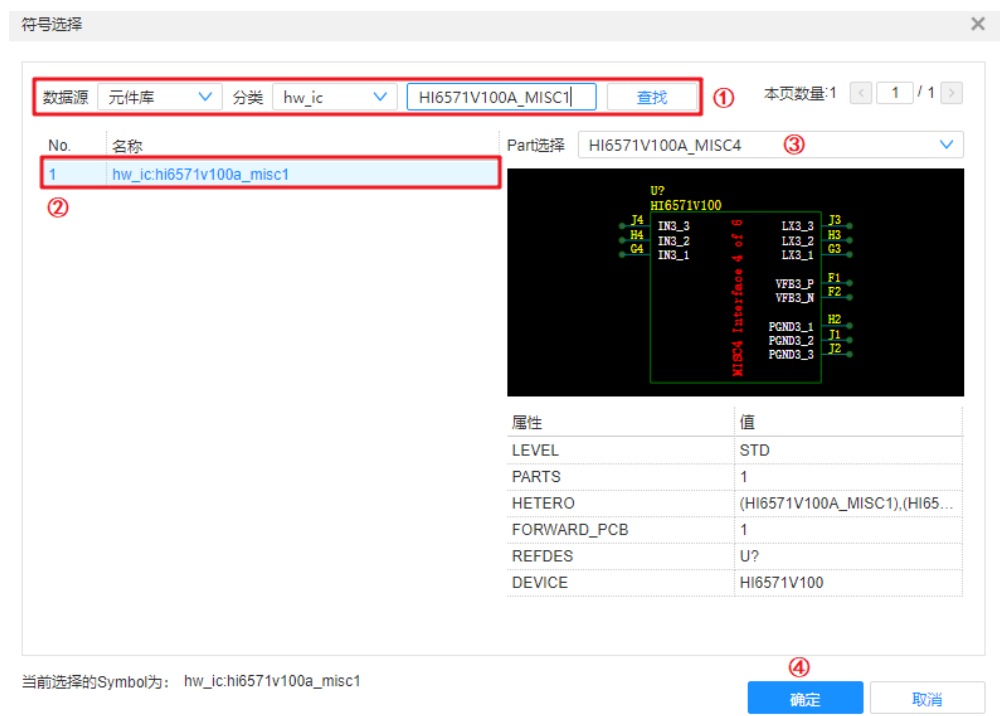 符号选择
数据源 元件库 分类 hw_ic HI6571V100A_MISC1 查找 ① 本页数量:1 < 1 / 1 >
No. 名称
1 hw_ic:hi6571v100a_misc1
②
Part选择 HI6571V100A_MISC4 ③
U?
HI6571V100
J4 IN3_3 LX3_3 J3
H4 IN3_2 LX3_2 H3
G4 IN3_1 LX3_1 G3
VFB3_P F1
VFB3_N F2
PGND3_1 H2
PGND3_2 J1
PGND3_3 J2
MISC4 Interface 4 of 6
属性 值
LEVEL STD
PARTS 1
HETERO (HI6571V100A_MISC1),(HI65...
FORWARD_PCB 1
REFDES U?
DEVICE HI6571V100
当前选择的Symbol为: hw_ic:hi6571v100a_misc1
④
确定 取消